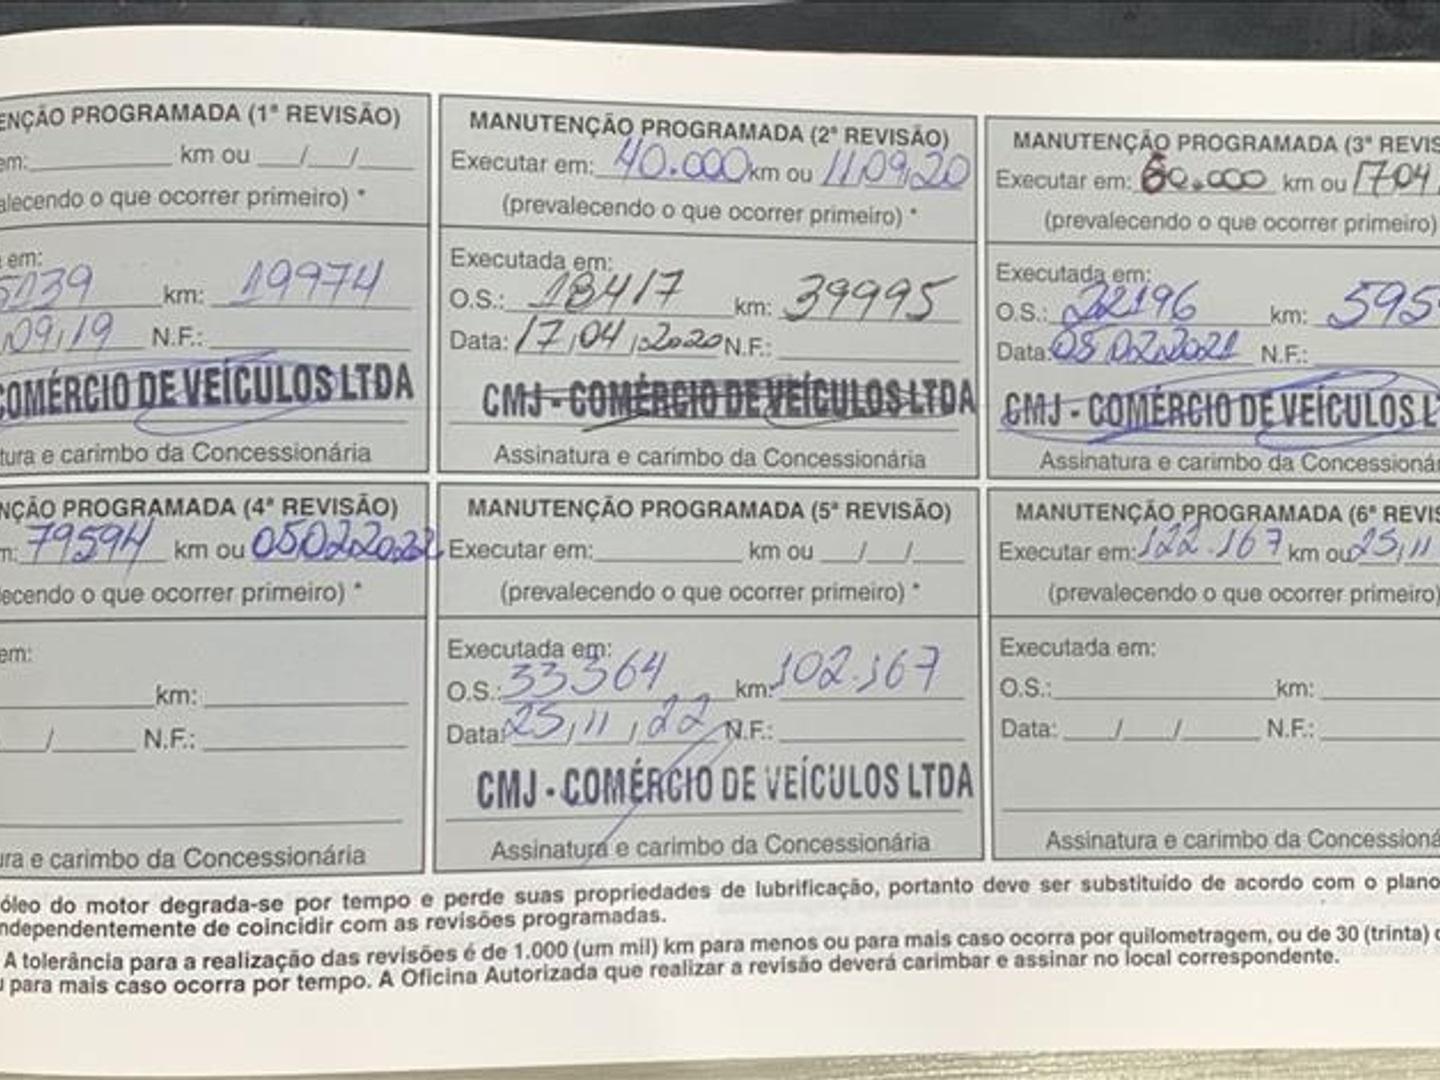 ENÇÃO PROGRAMADA (1ª REVISÃO)
em: km ou / /
alecendo o que ocorrer primeiro) *
em:
5139 km: 19974
09/19 N.F.:
COMÉRCIO DE VEÍCULOS LTDA
tura e carimbo da Concessionária
MANUTENÇÃO PROGRAMADA (2ª REVISÃO)
Executar em: 40.000 km ou 11/09/20
(prevalecendo o que ocorrer primeiro) *
Executada em:
O.S.: 18417 km: 39995
Data: 17/04/2020 N.F.:
CMJ - COMÉRCIO DE VEÍCULOS LTDA
Assinatura e carimbo da Concessionária
MANUTENÇÃO PROGRAMADA (3ª REVIS
Executar em: 60.000 km ou 1704
(prevalecendo o que ocorrer primeiro)
Executada em:
O.S.: 22196 km: 595
Data: 05/02/2021 N.F.:
CMJ - COMÉRCIO DE VEÍCULOS L
Assinatura e carimbo da Concessionár
NÇÃO PROGRAMADA (4ª REVISÃO)
m: 79594 km ou 05022022
ecendo o que ocorrer primeiro) *
em:
km:
/ N.F.:
ura e carimbo da Concessionária
MANUTENÇÃO PROGRAMADA (5ª REVISÃO)
Executar em: km ou / /
(prevalecendo o que ocorrer primeiro) *
Executada em:
O.S.: 33364 km: 102.167
Data: 25/11/22 N.F.:
CMJ - COMÉRCIO DE VEÍCULOS LTDA
Assinatura e carimbo da Concessionária
MANUTENÇÃO PROGRAMADA (6ª REVIS
Executar em: 122.167 km ou 25/11
(prevalecendo o que ocorrer primeiro)
Executada em:
O.S.: km:
Data: / / N.F.:
Assinatura e carimbo da Concessioná
óleo do motor degrada-se por tempo e perde suas propriedades de lubrificação, portanto deve ser substituído de acordo com o plano
ndependentemente de coincidir com as revisões programadas.
A tolerância para a realização das revisões é de 1.000 (um mil) km para menos ou para mais caso ocorra por quilometragem, ou de 30 (trinta)
para mais caso ocorra por tempo. A Oficina Autorizada que realizar a revisão deverá carimbar e assinar no local correspondente.